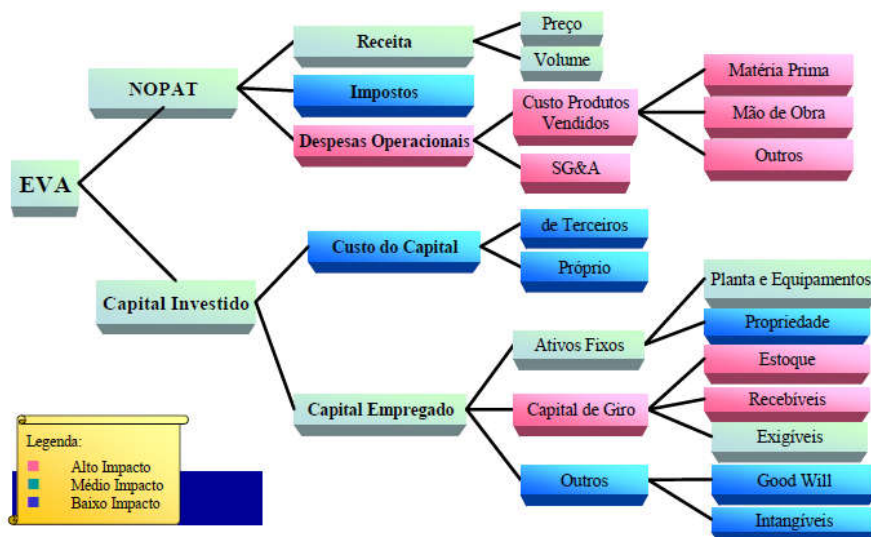 EVA
NOPAT
Receita
Preço
Volume
Impostos
Despesas Operacionais
Custo Produtos
Vendidos
Matéria Prima
Mão de Obra
Outros
SG&A
Capital Investido
Custo do Capital
de Terceiros
Próprio
Capital Empregado
Ativos Fixos
Planta e Equipamentos
Propriedade
Capital de Giro
Estoque
Recebíveis
Exigíveis
Outros
Good Will
Intangíveis
Legenda:
Alto Impacto
Médio Impacto
Baixo Impacto